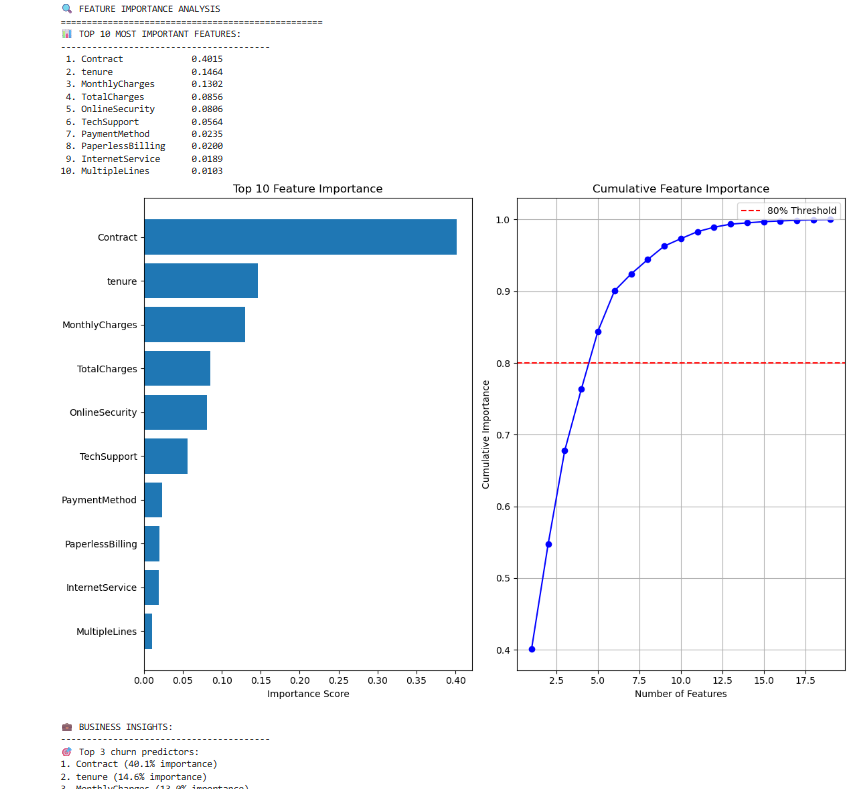 🔍 FEATURE IMPORTANCE ANALYSIS
==================================================
📊 TOP 10 MOST IMPORTANT FEATURES:
----------------------------------------
1. Contract 0.4015
2. tenure 0.1464
3. MonthlyCharges 0.1302
4. TotalCharges 0.0856
5. OnlineSecurity 0.0806
6. TechSupport 0.0564
7. PaymentMethod 0.0235
8. PaperlessBilling 0.0200
9. InternetService 0.0189
10. MultipleLines 0.0103
Top 10 Feature Importance
Contract
tenure
MonthlyCharges
TotalCharges
OnlineSecurity
TechSupport
PaymentMethod
PaperlessBilling
InternetService
MultipleLines
0.00 0.05 0.10 0.15 0.20 0.25 0.30 0.35 0.40
Importance Score
Cumulative Feature Importance
80% Threshold
1.0
0.9
0.8
0.7
0.6
0.5
0.4
Cumulative Importance
2.5 5.0 7.5 10.0 12.5 15.0 17.5
Number of Features
💼 BUSINESS INSIGHTS:
----------------------------------------
🎯 Top 3 churn predictors:
1. Contract (40.1% importance)
2. tenure (14.6% importance)
3. MonthlyCharges (13.0% importance)